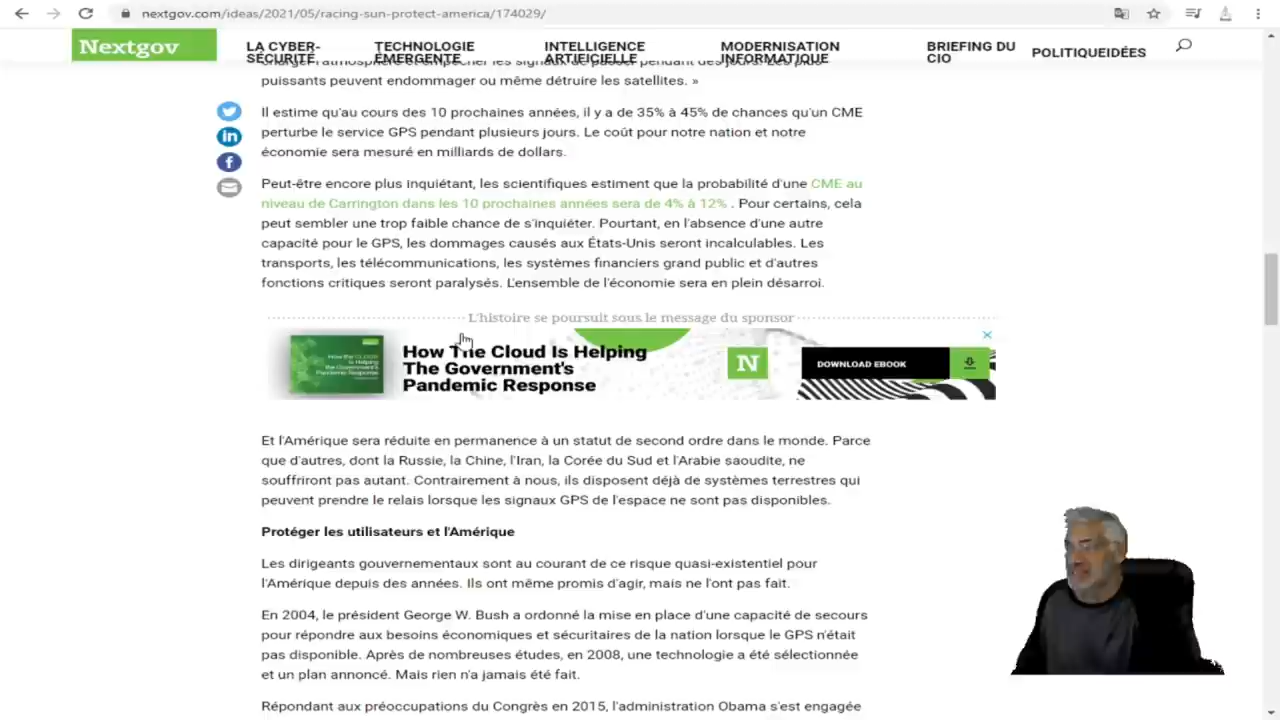 nextgov.com/ideas/2021/05/racing-sun-protect-america/174029/
Nextgov
LA CYBER-
SÉCURITÉ
TECHNOLOGIE
ÉMERGENTE
INTELLIGENCE
ARTIFICIELLE
MODERNISATION
INFORMATIQUE
BRIEFING DU
CIO
POLITIQUEIDÉES
puissants peuvent endommager ou même détruire les satellites. »
Il estime qu'au cours des 10 prochaines années, il y a de 35% à 45% de chances qu'un CME
perturbe le service GPS pendant plusieurs jours. Le coût pour notre nation et notre
économie sera mesuré en milliards de dollars.
Peut-être encore plus inquiétant, les scientifiques estiment que la probabilité d'une CME au
niveau de Carrington dans les 10 prochaines années sera de 4% à 12% . Pour certains, cela
peut sembler une trop faible chance de s'inquiéter. Pourtant, en l'absence d'une autre
capacité pour le GPS, les dommages causés aux États-Unis seront incalculables. Les
transports, les télécommunications, les systèmes financiers grand public et d'autres
fonctions critiques seront paralysés. L'ensemble de l'économie sera en plein désarroi.
L'histoire se poursuit sous le message du sponsor
How The Cloud Is Helping
The Government's
Pandemic Response
N
DOWNLOAD EBOOK
Et l'Amérique sera réduite en permanence à un statut de second ordre dans le monde. Parce
que d'autres, dont la Russie, la Chine, l'Iran, la Corée du Sud et l'Arabie saoudite, ne
souffriront pas autant. Contrairement à nous, ils disposent déjà de systèmes terrestres qui
peuvent prendre le relais lorsque les signaux GPS de l'espace ne sont pas disponibles.
Protéger les utilisateurs et l'Amérique
Les dirigeants gouvernementaux sont au courant de ce risque quasi-existentiel pour
l'Amérique depuis des années. Ils ont même promis d'agir, mais ne l'ont pas fait.
En 2004, le président George W. Bush a ordonné la mise en place d'une capacité de secours
pour répondre aux besoins économiques et sécuritaires de la nation lorsque le GPS n'était
pas disponible. Après de nombreuses études, en 2008, une technologie a été sélectionnée
et un plan annoncé. Mais rien n'a jamais été fait.
Répondant aux préoccupations du Congrès en 2015, l'administration Obama s'est engagée